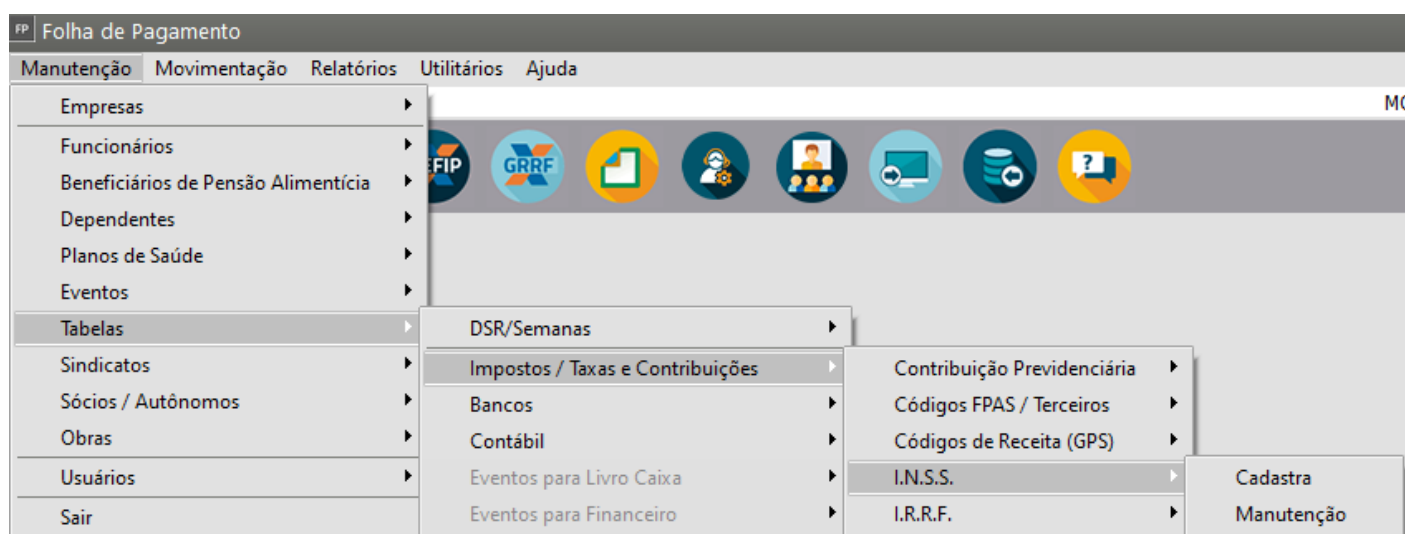 FP Folha de Pagamento
Manutenção Movimentação Relatórios Utilitários Ajuda
Empresas
Funcionários
Beneficiários de Pensão Alimentícia
Dependentes
Planos de Saúde
Eventos
Tabelas
Sindicatos
Sócios / Autônomos
Obras
Usuários
Sair
GRRF
DSR/Semanas
Impostos / Taxas e Contribuições
Bancos
Contábil
Eventos para Livro Caixa
Eventos para Financeiro
Contribuição Previdenciária
Códigos FPAS / Terceiros
Códigos de Receita (GPS)
I.N.S.S.
I.R.R.F.
Cadastra
Manutenção